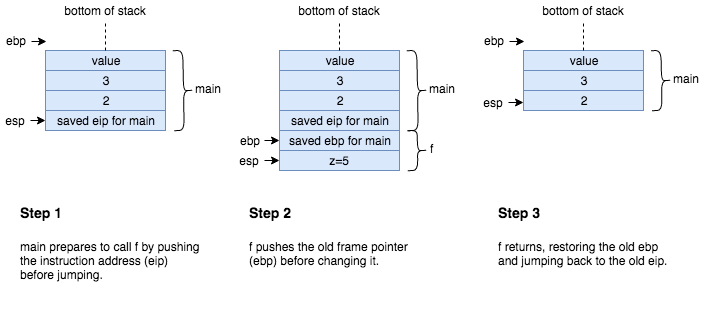 bottom of stack
ebp
value
3
2
saved eip for main
esp
main
Step 1
main prepares to call f by pushing
the instruction address (eip)
before jumping.
bottom of stack
value
3
2
saved eip for main
main
ebp
saved ebp for main
esp
z=5
f
Step 2
f pushes the old frame pointer
(ebp) before changing it.
bottom of stack
ebp
value
3
2
esp
main
Step 3
f returns, restoring the old ebp
and jumping back to the old eip.